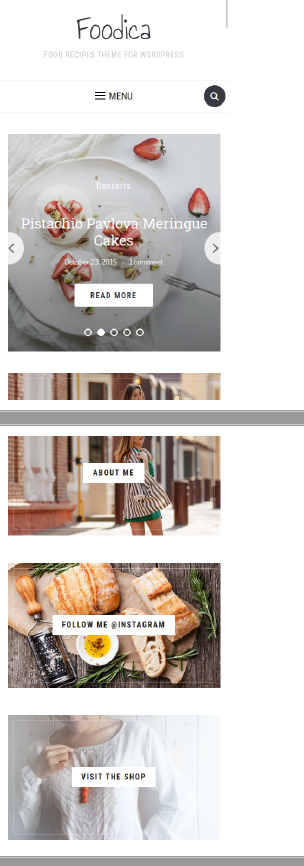 Foodica
FOOD RECIPES THEME FOR WORDPRESS
MENU
Desserts
Pistachio Pavlova Meringue
Cakes
October 23, 2015 - 1 comment
READ MORE
ABOUT ME
FOLLOW ME @INSTAGRAM
VISIT THE SHOP